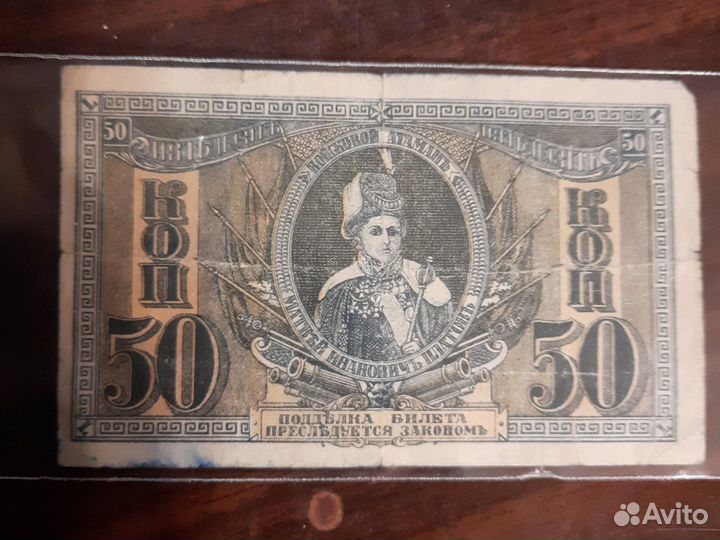 50
ПЯТЬДЕСЯТЪ
ПЯТЬДЕСЯТЪ
50
ВОЙСКОВОЙ АТАМАНЪ
КОП
КОП
50
50
МАТВѢЙ ИВАНОВИЧЪ ПЛАТОВЪ
ПОДДѢЛКА БИЛЕТА
ПРЕСЛѢДУЕТСЯ ЗАКОНОМЪ
Avito